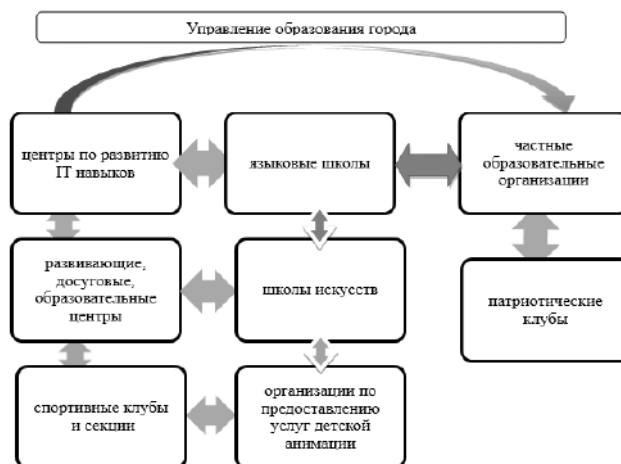 Управление образования города
центры по развитию
IT навыков
языковые школы
частные
образовательные
организации
развивающие,
досуговые,
образовательные
центры
школы искусств
патриотические
клубы
спортивные клубы
и секции
организации по
предоставлению
услуг детской
анимации